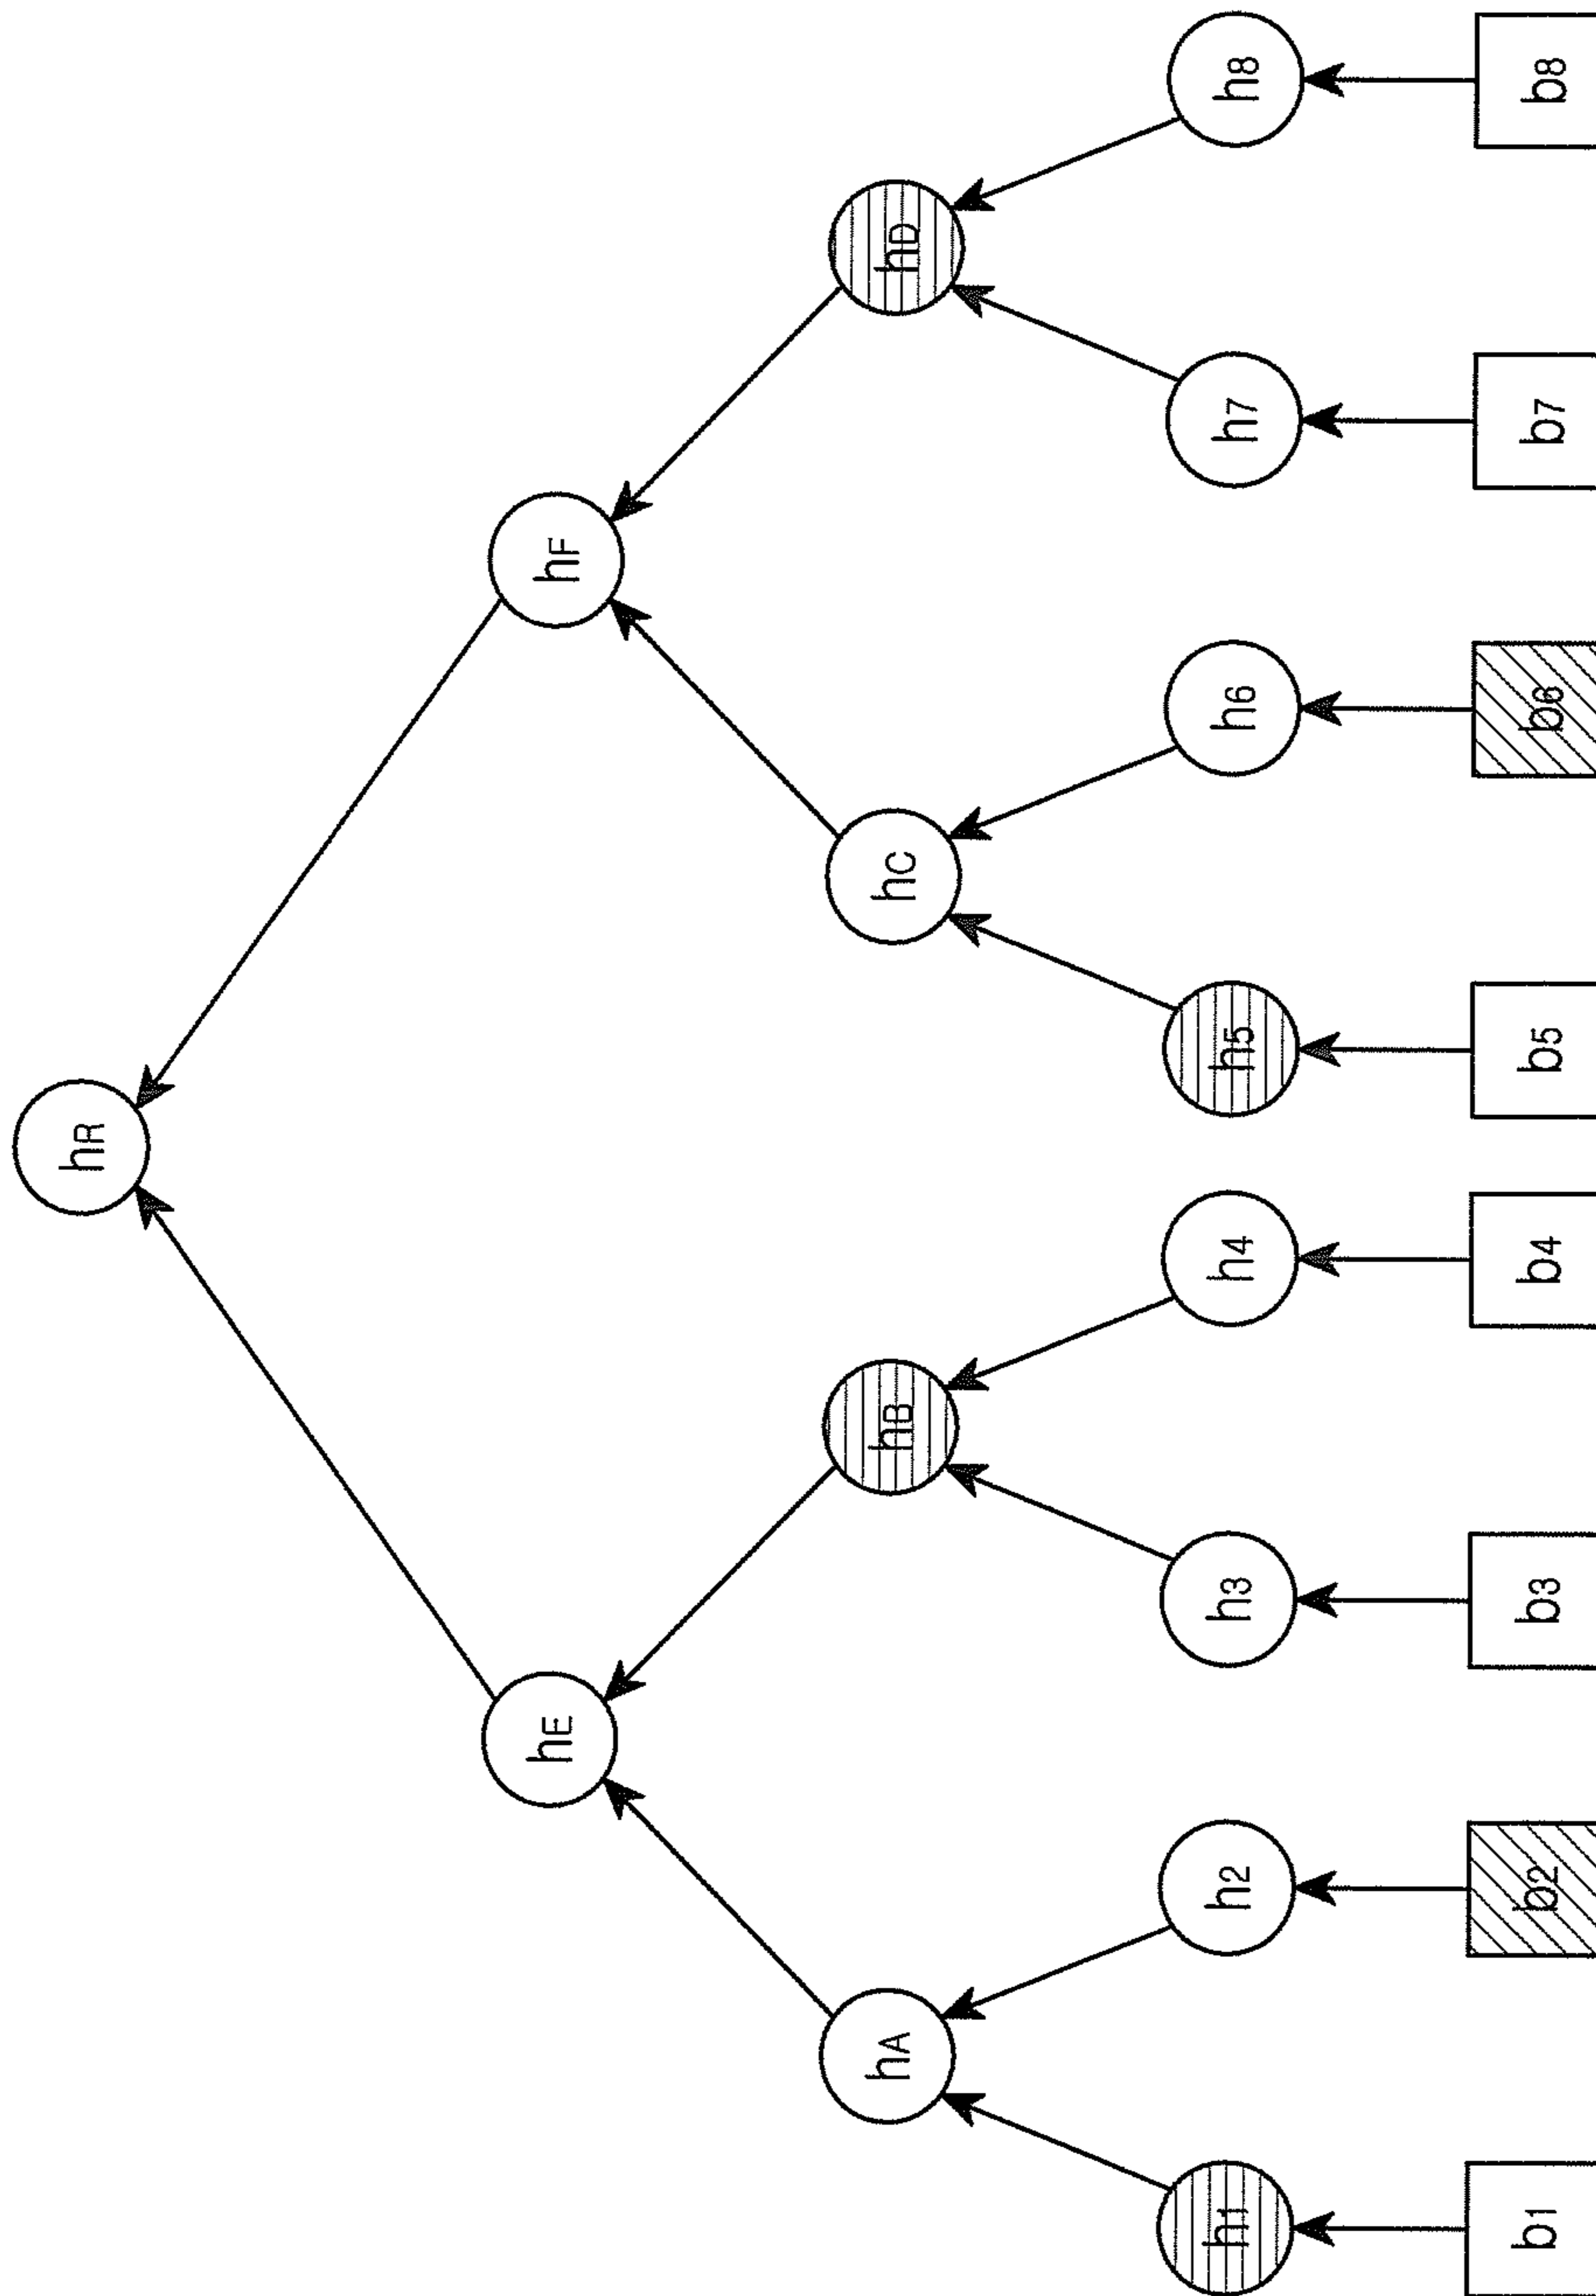 hR
hE hF
hA hB hC hD
h1 h2 h3 h4 h5 h6 h7 h8
b1 b2 b3 b4 b5 b6 b7 b8